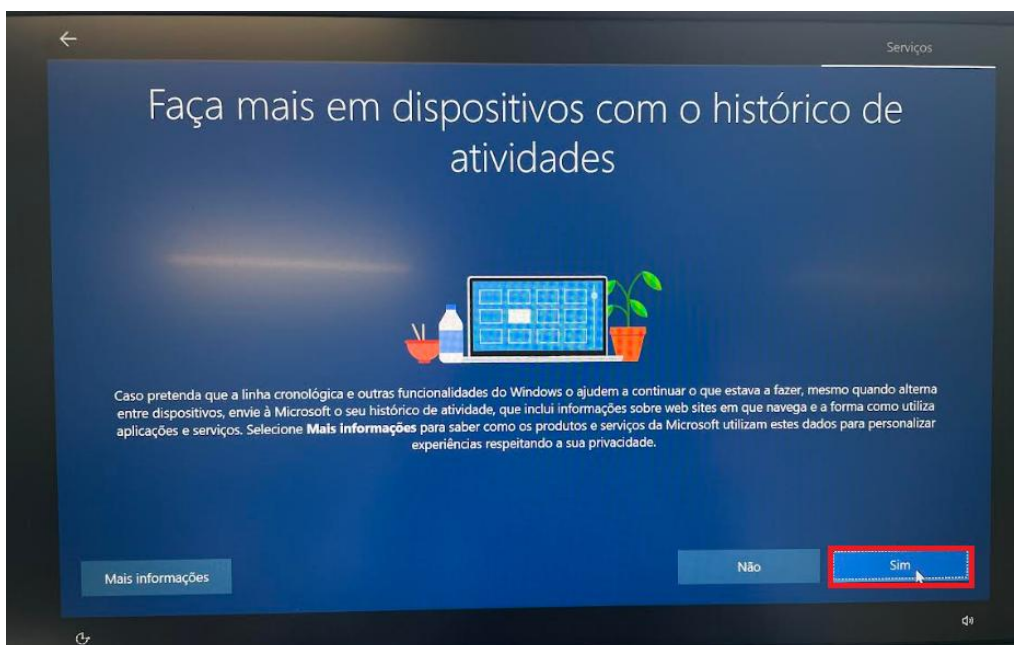 Serviços
Faça mais em dispositivos com o histórico de
atividades
Caso pretenda que a linha cronológica e outras funcionalidades do Windows o ajudem a continuar o que estava a fazer, mesmo quando alterna
entre dispositivos, envie à Microsoft o seu histórico de atividade, que inclui informações sobre web sites em que navega e a forma como utiliza
aplicações e serviços. Selecione Mais informações para saber como os produtos e serviços da Microsoft utilizam estes dados para personalizar
experiências respeitando a sua privacidade.
Mais informações
Não
Sim